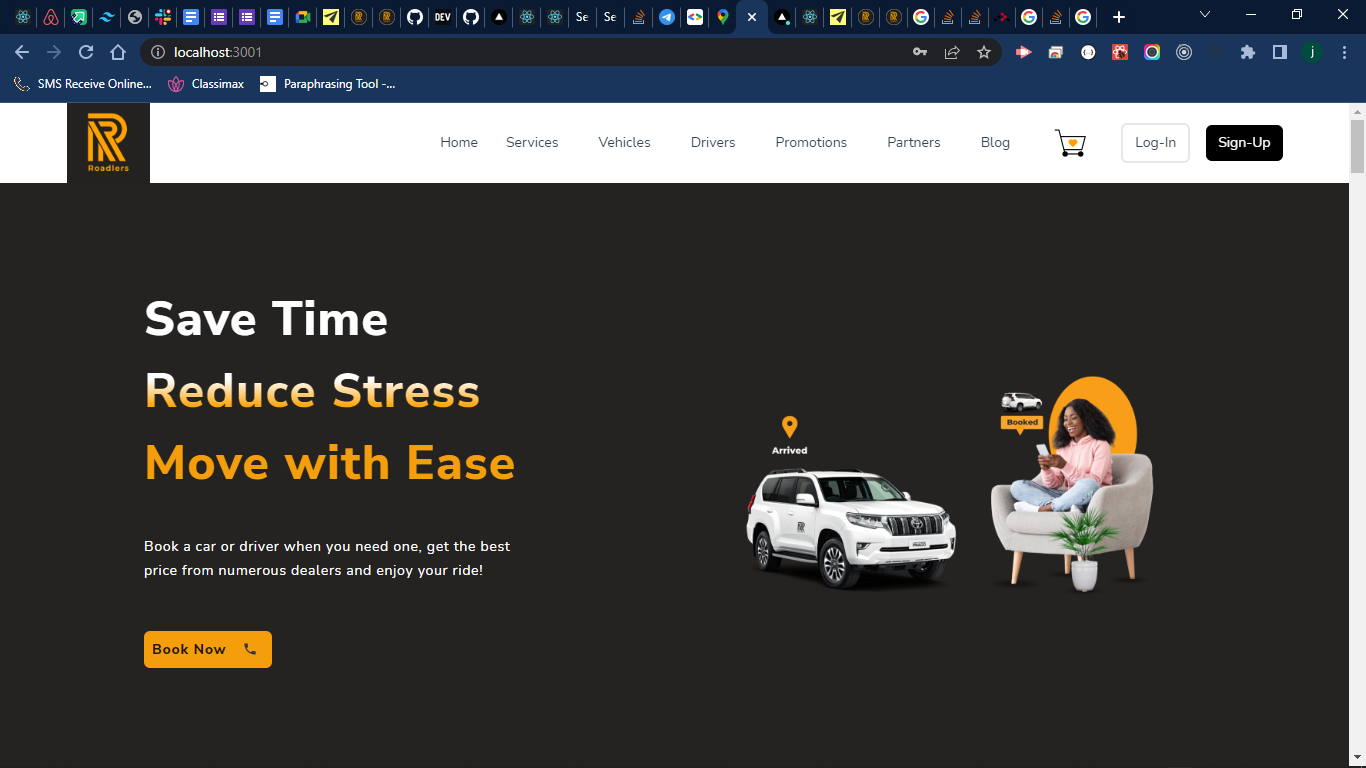 DEV
Se
Se
localhost:3001
j
SMS Receive Online...
Classimax
Paraphrasing Tool -...
Roadlers
Home
Services
Vehicles
Drivers
Promotions
Partners
Blog
Log-In
Sign-Up
Save Time
Reduce Stress
Move with Ease
Booked
Arrived
Book a car or driver when you need one, get the best
price from numerous dealers and enjoy your ride!
Book Now